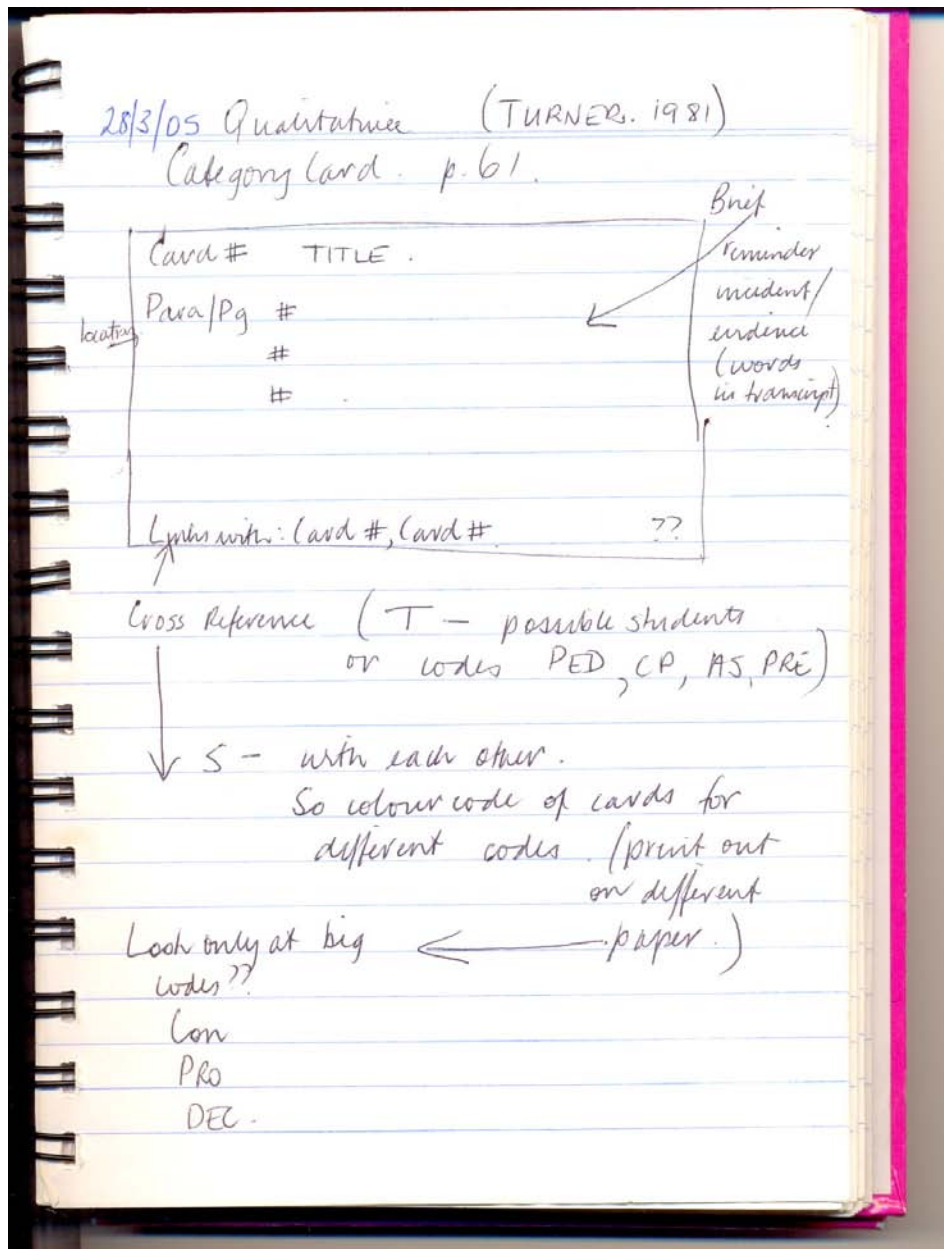 28/3/05 Qualitative (TURNER. 1981)
Category Card. p. 61.
Brief
reminder
incident/
evidence
(words
in transcript)
Card # TITLE.
location
Para/Pg #
#
#
Links with: Card #, Card # ??
Cross Reference (T - possible students
or codes PED, CP, AS, PRE)
S - with each other.
So colour code of cards for
different codes. (print out
on different
paper.)
Look only at big
codes??
Con
PRO
DEC.